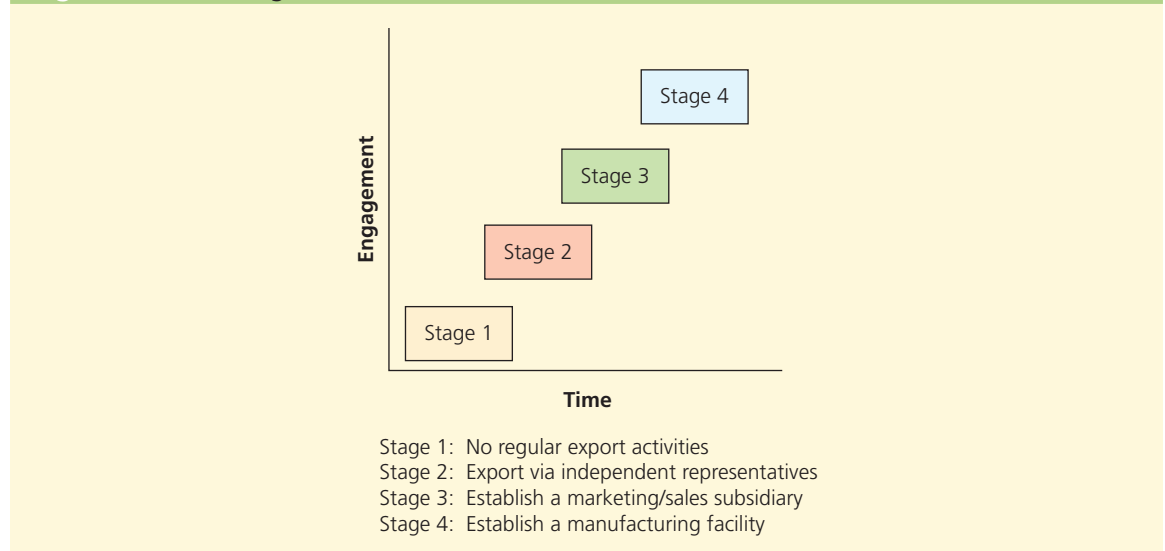 Stage 4
Stage 3
Stage 2
Stage 1
Engagement
Time
Stage 1: No regular export activities
Stage 2: Export via independent representatives
Stage 3: Establish a marketing/sales subsidiary
Stage 4: Establish a manufacturing facility